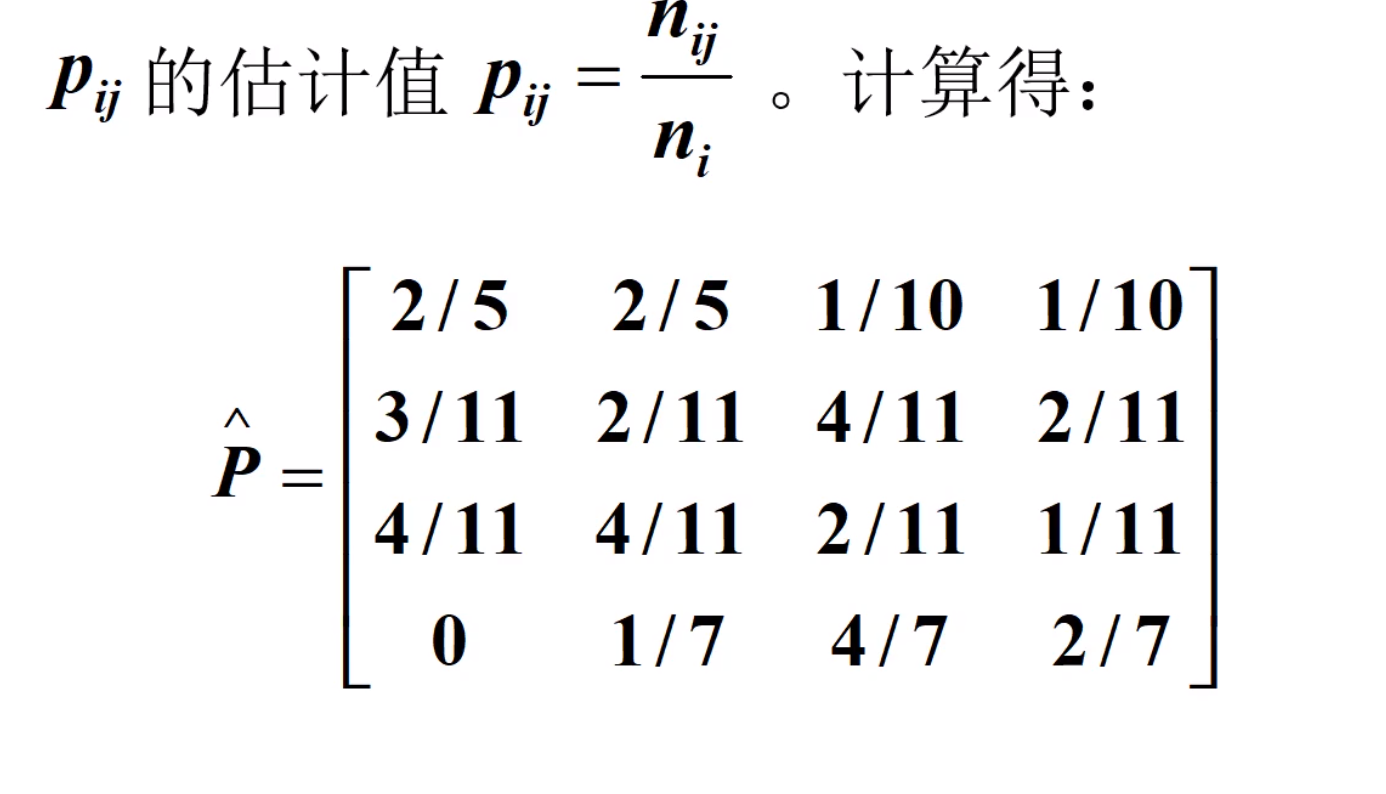 p_ij 的估计值 p_ij = n_ij / n_i 。计算得：
2/5 2/5 1/10 1/10
3/11 2/11 4/11 2/11
P̂ =
4/11 4/11 2/11 1/11
0 1/7 4/7 2/7